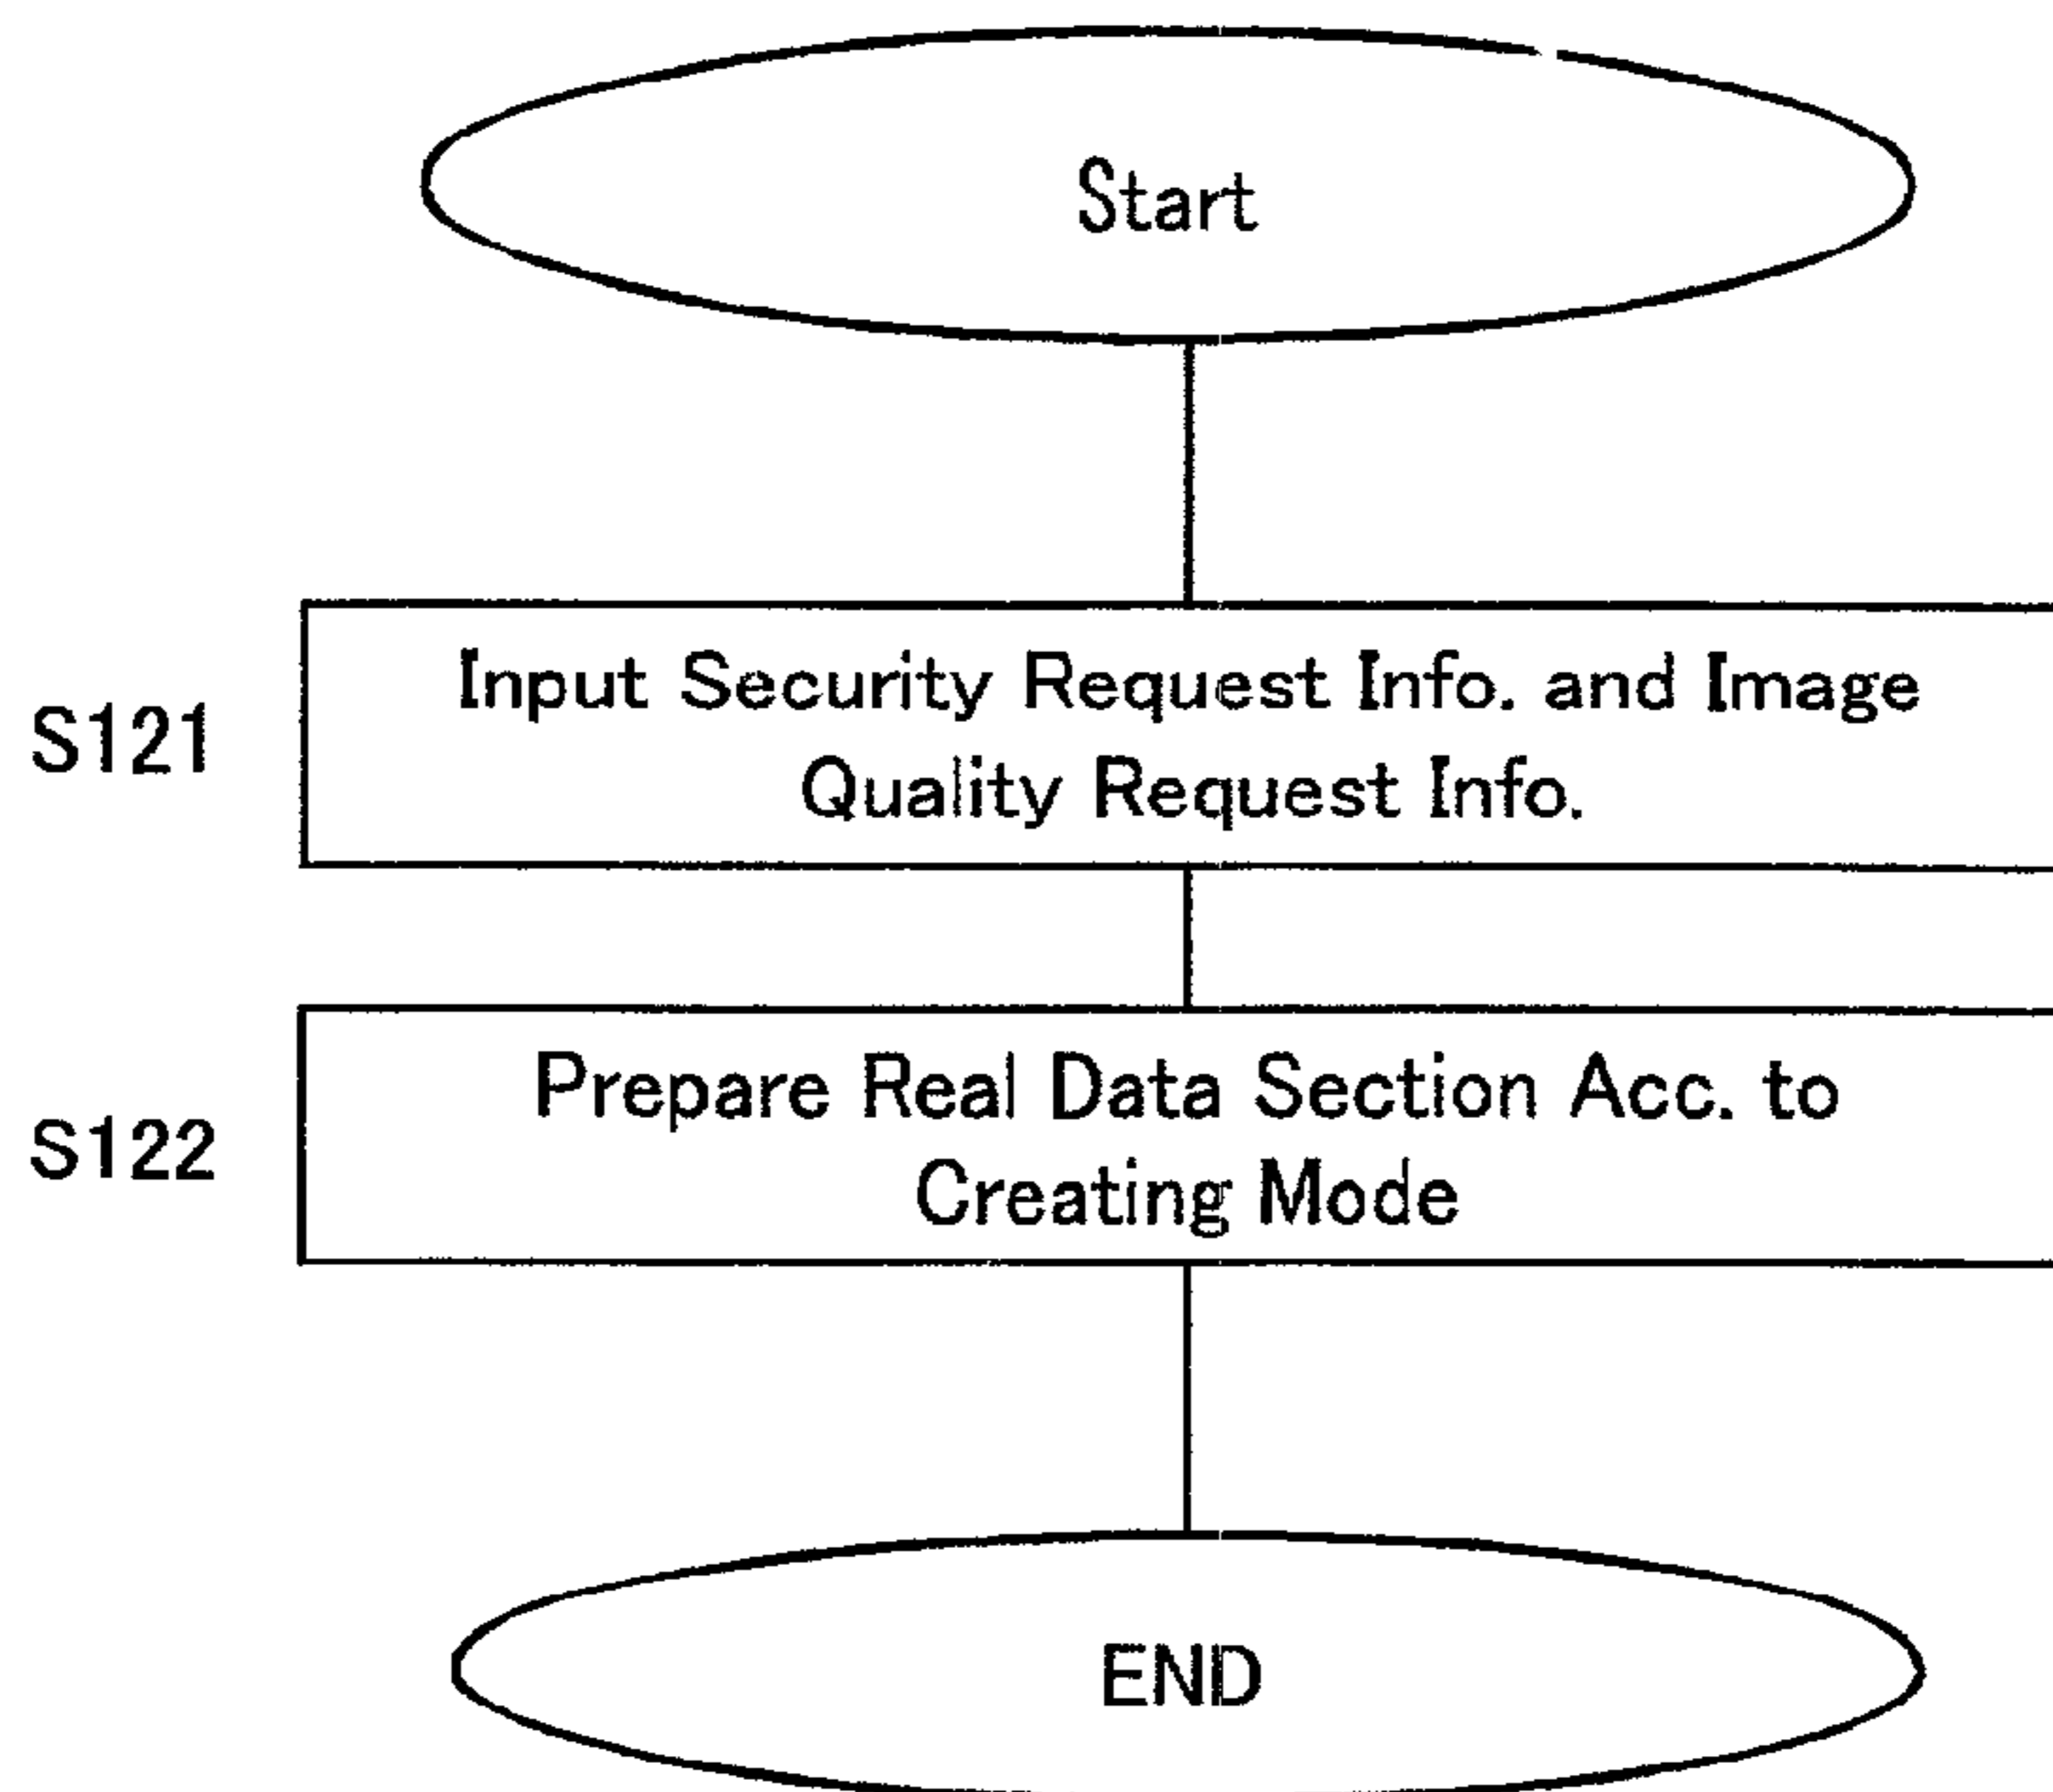 Start
S121
Input Security Request Info. and Image
Quality Request Info.
S122
Prepare Real Data Section Acc. to
Creating Mode
END